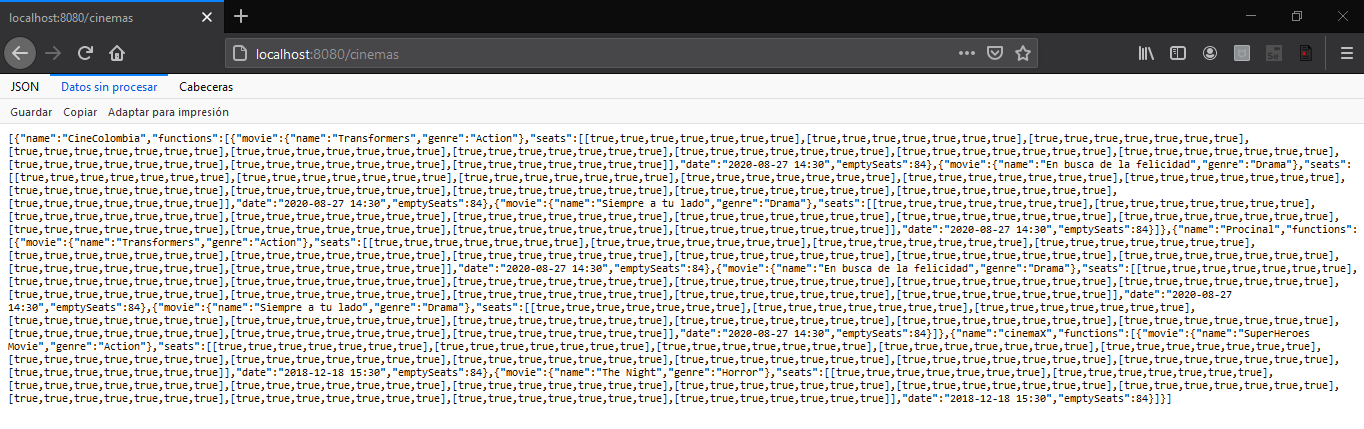 localhost:8080/cinemas
localhost:8080/cinemas
JSON Datos sin procesar Cabeceras
Guardar Copiar Adaptar para impresión
[{"name":"CineColombia","functions":[{"movie":{"name":"Transformers","genre":"Action"},"seats":[[true,true,true,true,true,true,true],[true,true,true,true,true,true,true],[true,true,true,true,true,true,true],
[true,true,true,true,true,true,true],[true,true,true,true,true,true,true],[true,true,true,true,true,true,true],[true,true,true,true,true,true,true],[true,true,true,true,true,true,true],[true,true,true,true,true,true,true],
[true,true,true,true,true,true,true],[true,true,true,true,true,true,true],[true,true,true,true,true,true,true]],"date":"2020-08-27 14:30","emptySeats":84},{"movie":{"name":"En busca de la felicidad","genre":"Drama"},"seats":
[[true,true,true,true,true,true,true],[true,true,true,true,true,true,true],[true,true,true,true,true,true,true],[true,true,true,true,true,true,true],[true,true,true,true,true,true,true],[true,true,true,true,true,true,true],
[true,true,true,true,true,true,true],[true,true,true,true,true,true,true],[true,true,true,true,true,true,true],[true,true,true,true,true,true,true],[true,true,true,true,true,true,true],
[true,true,true,true,true,true,true]],"date":"2020-08-27 14:30","emptySeats":84},{"movie":{"name":"Siempre a tu lado","genre":"Drama"},"seats":[[true,true,true,true,true,true,true],[true,true,true,true,true,true,true],
[true,true,true,true,true,true,true],[true,true,true,true,true,true,true],[true,true,true,true,true,true,true],[true,true,true,true,true,true,true],[true,true,true,true,true,true,true],[true,true,true,true,true,true,true],
[true,true,true,true,true,true,true],[true,true,true,true,true,true,true],[true,true,true,true,true,true,true],[true,true,true,true,true,true,true]],"date":"2020-08-27 14:30","emptySeats":84}]},{"name":"Procinal","functions":
[{"movie":{"name":"Transformers","genre":"Action"},"seats":[[true,true,true,true,true,true,true],[true,true,true,true,true,true,true],[true,true,true,true,true,true,true],[true,true,true,true,true,true,true],
[true,true,true,true,true,true,true],[true,true,true,true,true,true,true],[true,true,true,true,true,true,true],[true,true,true,true,true,true,true],[true,true,true,true,true,true,true],[true,true,true,true,true,true,true],
[true,true,true,true,true,true,true],[true,true,true,true,true,true,true]],"date":"2020-08-27 14:30","emptySeats":84},{"movie":{"name":"En busca de la felicidad","genre":"Drama"},"seats":[[true,true,true,true,true,true,true],
[true,true,true,true,true,true,true],[true,true,true,true,true,true,true],[true,true,true,true,true,true,true],[true,true,true,true,true,true,true],[true,true,true,true,true,true,true],[true,true,true,true,true,true,true],
[true,true,true,true,true,true,true],[true,true,true,true,true,true,true],[true,true,true,true,true,true,true],[true,true,true,true,true,true,true],[true,true,true,true,true,true,true]],"date":"2020-08-27
14:30","emptySeats":84},{"movie":{"name":"Siempre a tu lado","genre":"Drama"},"seats":[[true,true,true,true,true,true,true],[true,true,true,true,true,true,true],[true,true,true,true,true,true,true],
[true,true,true,true,true,true,true],[true,true,true,true,true,true,true],[true,true,true,true,true,true,true],[true,true,true,true,true,true,true],[true,true,true,true,true,true,true],[true,true,true,true,true,true,true],
[true,true,true,true,true,true,true],[true,true,true,true,true,true,true],[true,true,true,true,true,true,true]],"date":"2020-08-27 14:30","emptySeats":84}]},{"name":"cinemaX","functions":[{"movie":{"name":"SuperHeroes
Movie","genre":"Action"},"seats":[[true,true,true,true,true,true,true],[true,true,true,true,true,true,true],[true,true,true,true,true,true,true],[true,true,true,true,true,true,true],[true,true,true,true,true,true,true],
[true,true,true,true,true,true,true],[true,true,true,true,true,true,true],[true,true,true,true,true,true,true],[true,true,true,true,true,true,true],[true,true,true,true,true,true,true],[true,true,true,true,true,true,true],
[true,true,true,true,true,true,true]],"date":"2018-12-18 15:30","emptySeats":84},{"movie":{"name":"The Night","genre":"Horror"},"seats":[[true,true,true,true,true,true,true],[true,true,true,true,true,true,true],
[true,true,true,true,true,true,true],[true,true,true,true,true,true,true],[true,true,true,true,true,true,true],[true,true,true,true,true,true,true],[true,true,true,true,true,true,true],[true,true,true,true,true,true,true],
[true,true,true,true,true,true,true],[true,true,true,true,true,true,true],[true,true,true,true,true,true,true],[true,true,true,true,true,true,true]],"date":"2018-12-18 15:30","emptySeats":84}]}]